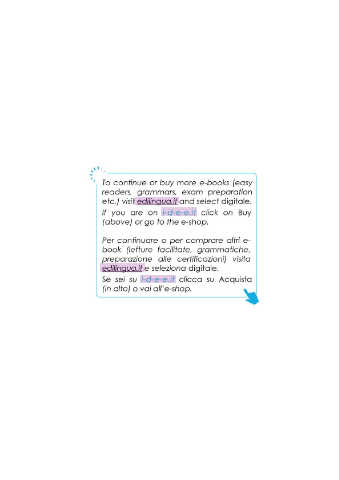 To continue or buy more e-books (easy
readers, grammars, exam preparation
etc.) visit edilingua.it and select digitale.
If you are on i-d-e-e.it click on Buy
(above) or go to the e-shop.
Per continuare o per comprare altri e-
book (letture facilitate, grammatiche,
preparazione alle certificazioni) visita
edilingua.it e seleziona digitale.
Se sei su i-d-e-e.it clicca su Acquista
(in alto) o vai all'e-shop.